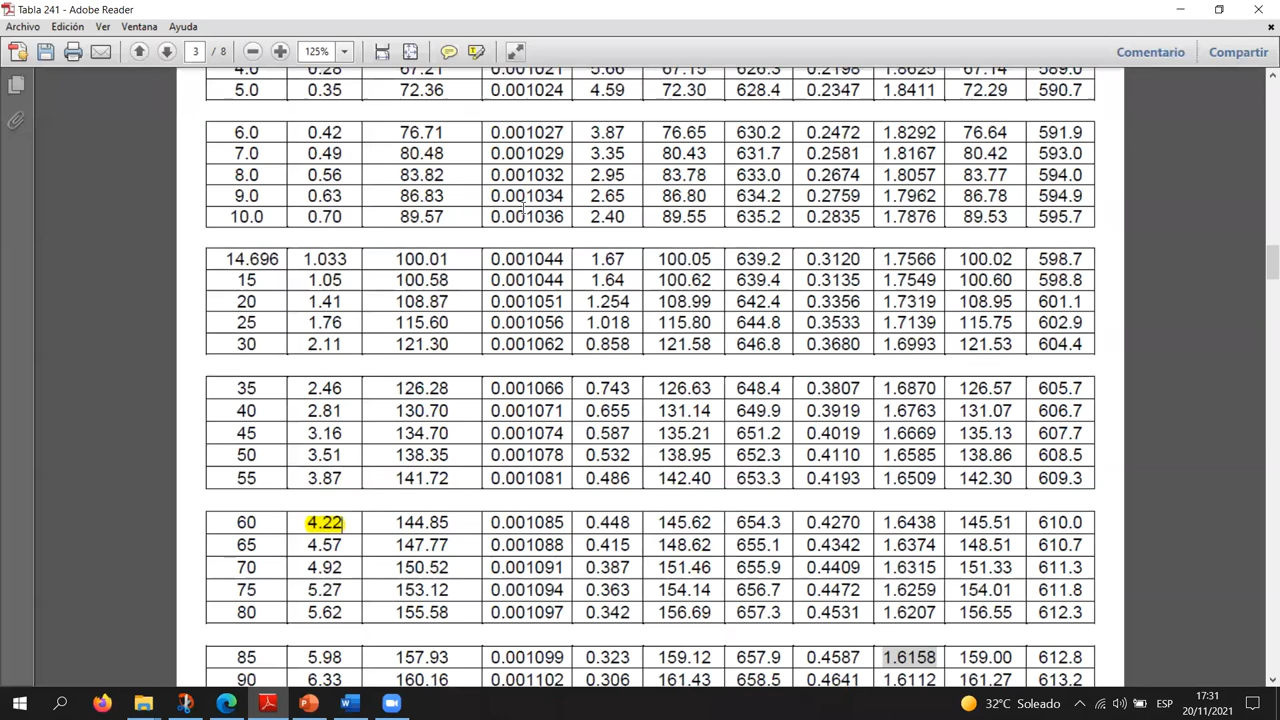 Tabla 241 - Adobe Reader
Archivo Edición Ver Ventana Ayuda
3 / 8 125% Comentario Compartir
4.0 0.28 67.21 0.001021 5.66 67.15 626.3 0.2198 1.8625 67.14 589.0
5.0 0.35 72.36 0.001024 4.59 72.30 628.4 0.2347 1.8411 72.29 590.7
6.0 0.42 76.71 0.001027 3.87 76.65 630.2 0.2472 1.8292 76.64 591.9
7.0 0.49 80.48 0.001029 3.35 80.43 631.7 0.2581 1.8167 80.42 593.0
8.0 0.56 83.82 0.001032 2.95 83.78 633.0 0.2674 1.8057 83.77 594.0
9.0 0.63 86.83 0.001034 2.65 86.80 634.2 0.2759 1.7962 86.78 594.9
10.0 0.70 89.57 0.001036 2.40 89.55 635.2 0.2835 1.7876 89.53 595.7
14.696 1.033 100.01 0.001044 1.67 100.05 639.2 0.3120 1.7566 100.02 598.7
15 1.05 100.58 0.001044 1.64 100.62 639.4 0.3135 1.7549 100.60 598.8
20 1.41 108.87 0.001051 1.254 108.99 642.4 0.3356 1.7319 108.95 601.1
25 1.76 115.60 0.001056 1.018 115.80 644.8 0.3533 1.7139 115.75 602.9
30 2.11 121.30 0.001062 0.858 121.58 646.8 0.3680 1.6993 121.53 604.4
35 2.46 126.28 0.001066 0.743 126.63 648.4 0.3807 1.6870 126.57 605.7
40 2.81 130.70 0.001071 0.655 131.14 649.9 0.3919 1.6763 131.07 606.7
45 3.16 134.70 0.001074 0.587 135.21 651.2 0.4019 1.6669 135.13 607.7
50 3.51 138.35 0.001078 0.532 138.95 652.3 0.4110 1.6585 138.86 608.5
55 3.87 141.72 0.001081 0.486 142.40 653.3 0.4193 1.6509 142.30 609.3
60 4.22 144.85 0.001085 0.448 145.62 654.3 0.4270 1.6438 145.51 610.0
65 4.57 147.77 0.001088 0.415 148.62 655.1 0.4342 1.6374 148.51 610.7
70 4.92 150.52 0.001091 0.387 151.46 655.9 0.4409 1.6315 151.33 611.3
75 5.27 153.12 0.001094 0.363 154.14 656.7 0.4472 1.6259 154.01 611.8
80 5.62 155.58 0.001097 0.342 156.69 657.3 0.4531 1.6207 156.55 612.3
85 5.98 157.93 0.001099 0.323 159.12 657.9 0.4587 1.6158 159.00 612.8
90 6.33 160.16 0.001102 0.306 161.43 658.5 0.4641 1.6112 161.27 613.2
32°C Soleado ESP 17:31
20/11/2021